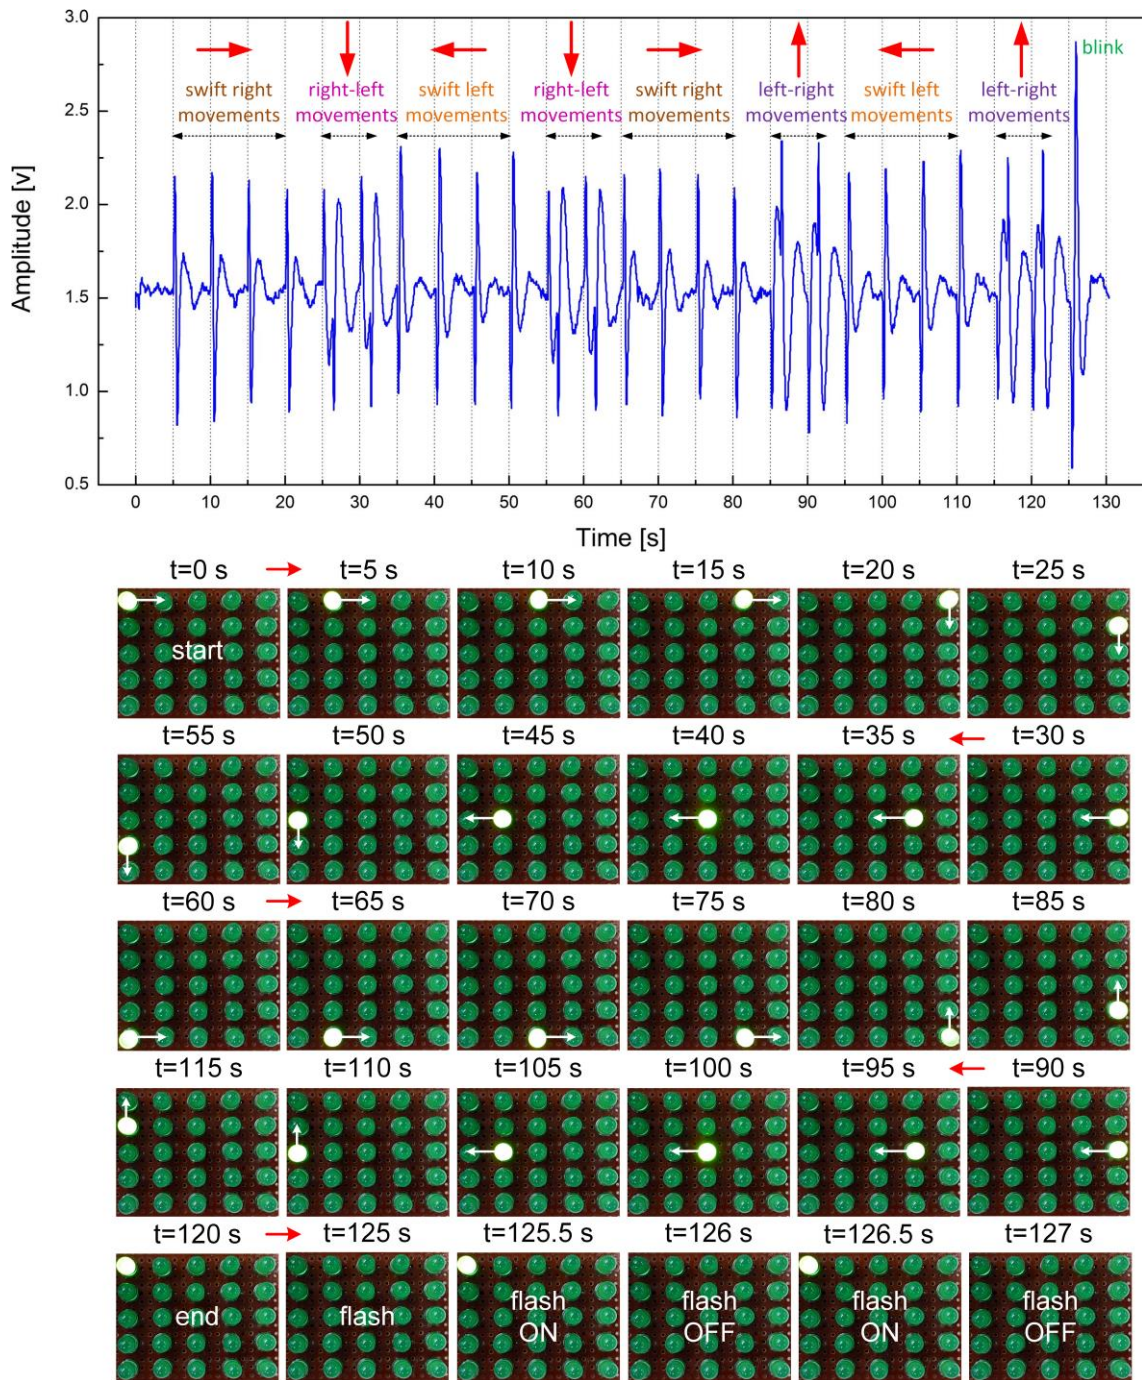 3.0
2.5
2.0
1.5
1.0
0.5
Amplitude [v]
swift right
movements
right-left
movements
swift left
movements
right-left
movements
swift right
movements
left-right
movements
swift left
movements
left-right
movements
blink
0 10 20 30 40 50 60 70 80 90 100 110 120 130
Time [s]
t=0 s t=5 s t=10 s t=15 s t=20 s t=25 s
start
t=55 s t=50 s t=45 s t=40 s t=35 s t=30 s
t=60 s t=65 s t=70 s t=75 s t=80 s t=85 s
t=115 s t=110 s t=105 s t=100 s t=95 s t=90 s
t=120 s t=125 s t=125.5 s t=126 s t=126.5 s t=127 s
end
flash
flash
ON
flash
OFF
flash
ON
flash
OFF